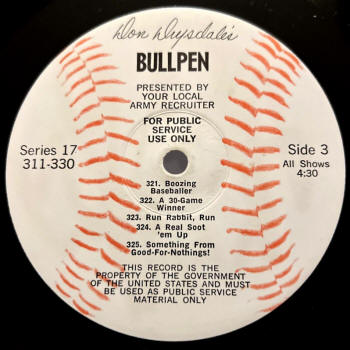 Don Drysdale's
BULLPEN
PRESENTED BY
YOUR LOCAL
ARMY RECRUITER
FOR PUBLIC
SERVICE
USE ONLY
Series 17
311-330
Side 3
All Shows
4:30
321. Boozing
Baseballer
322. A 30-Game
Winner
323. Run Rabbit, Run
324. A Real Soot
'em Up
325. Something From
Good-For-Nothings!
THIS RECORD IS THE
PROPERTY OF THE GOVERNMENT
OF THE UNITED STATES AND MUST
BE USED AS PUBLIC SERVICE
MATERIAL ONLY